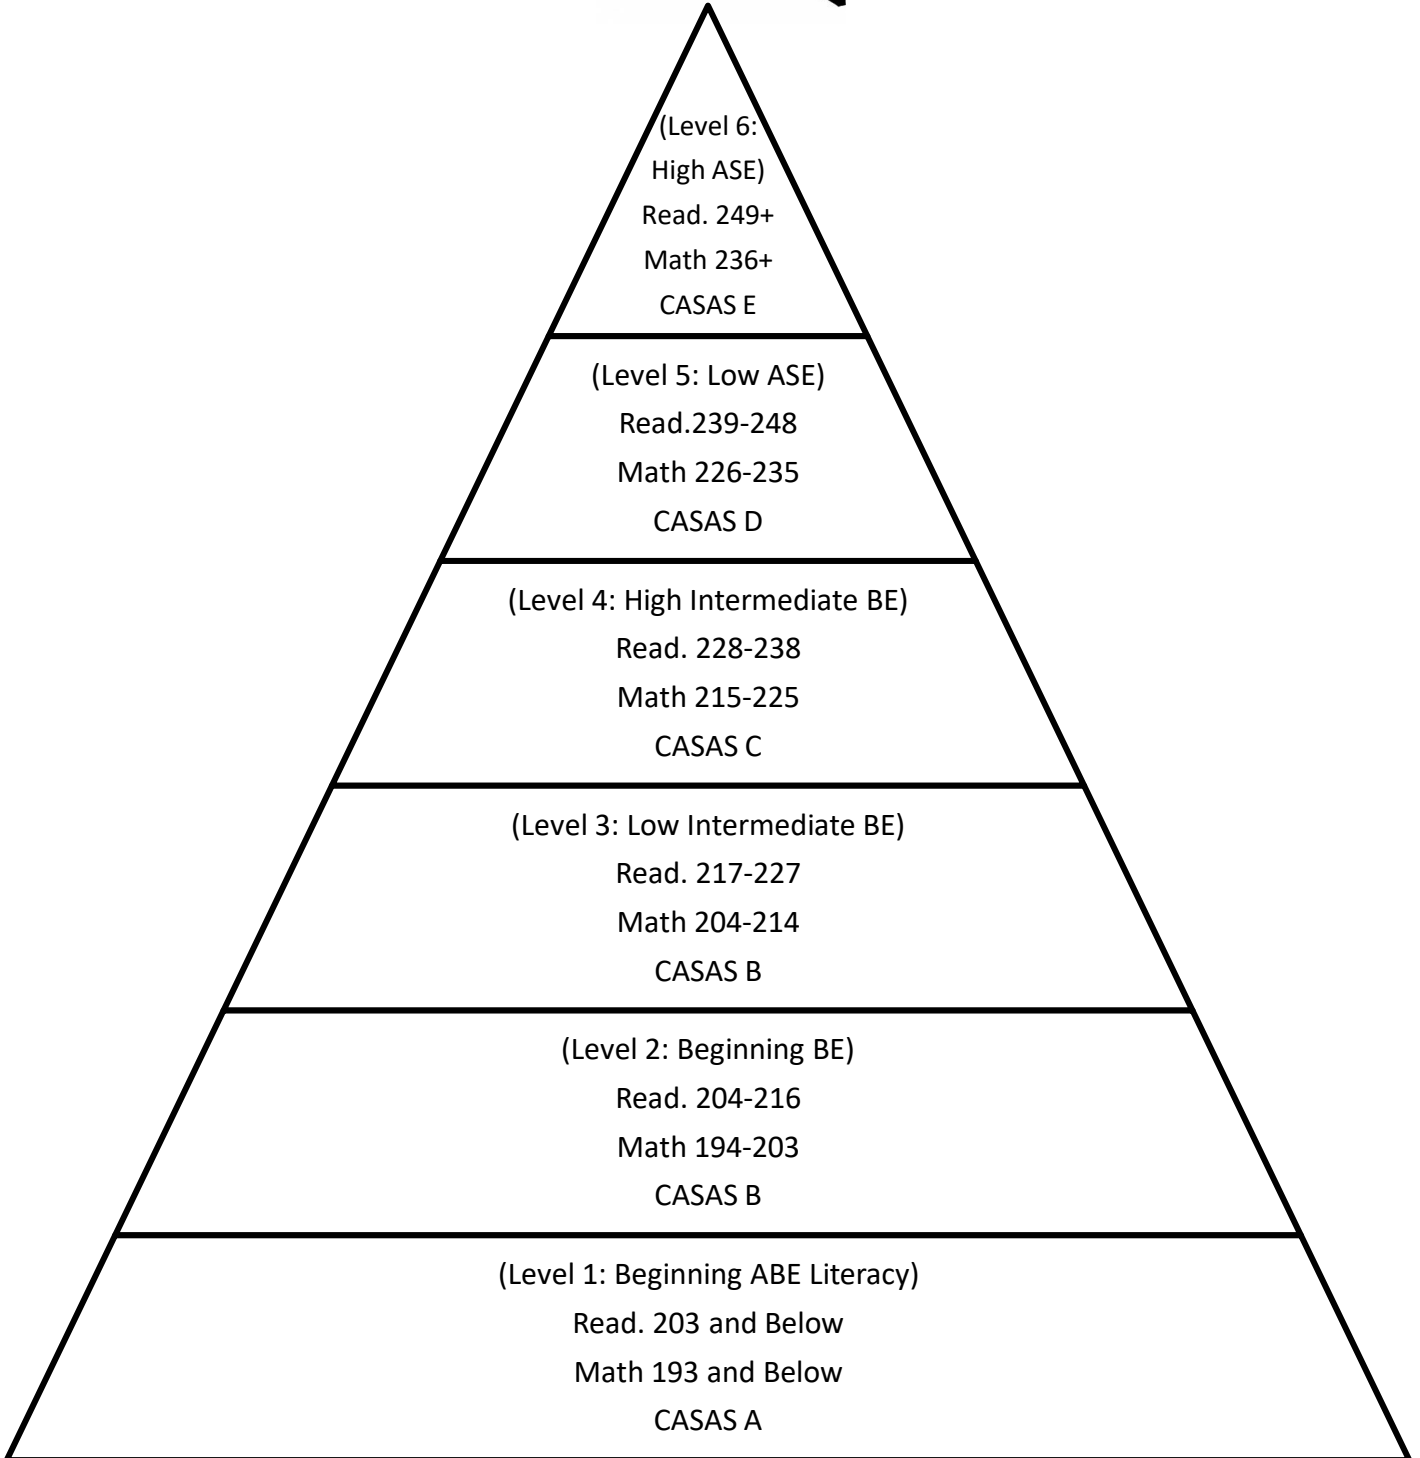 (Level 6:
High ASE)
Read. 249+
Math 236+
CASAS E
(Level 5: Low ASE)
Read.239-248
Math 226-235
CASAS D
(Level 4: High Intermediate BE)
Read. 228-238
Math 215-225
CASAS C
(Level 3: Low Intermediate BE)
Read. 217-227
Math 204-214
CASAS B
(Level 2: Beginning BE)
Read. 204-216
Math 194-203
CASAS B
(Level 1: Beginning ABE Literacy)
Read. 203 and Below
Math 193 and Below
CASAS A